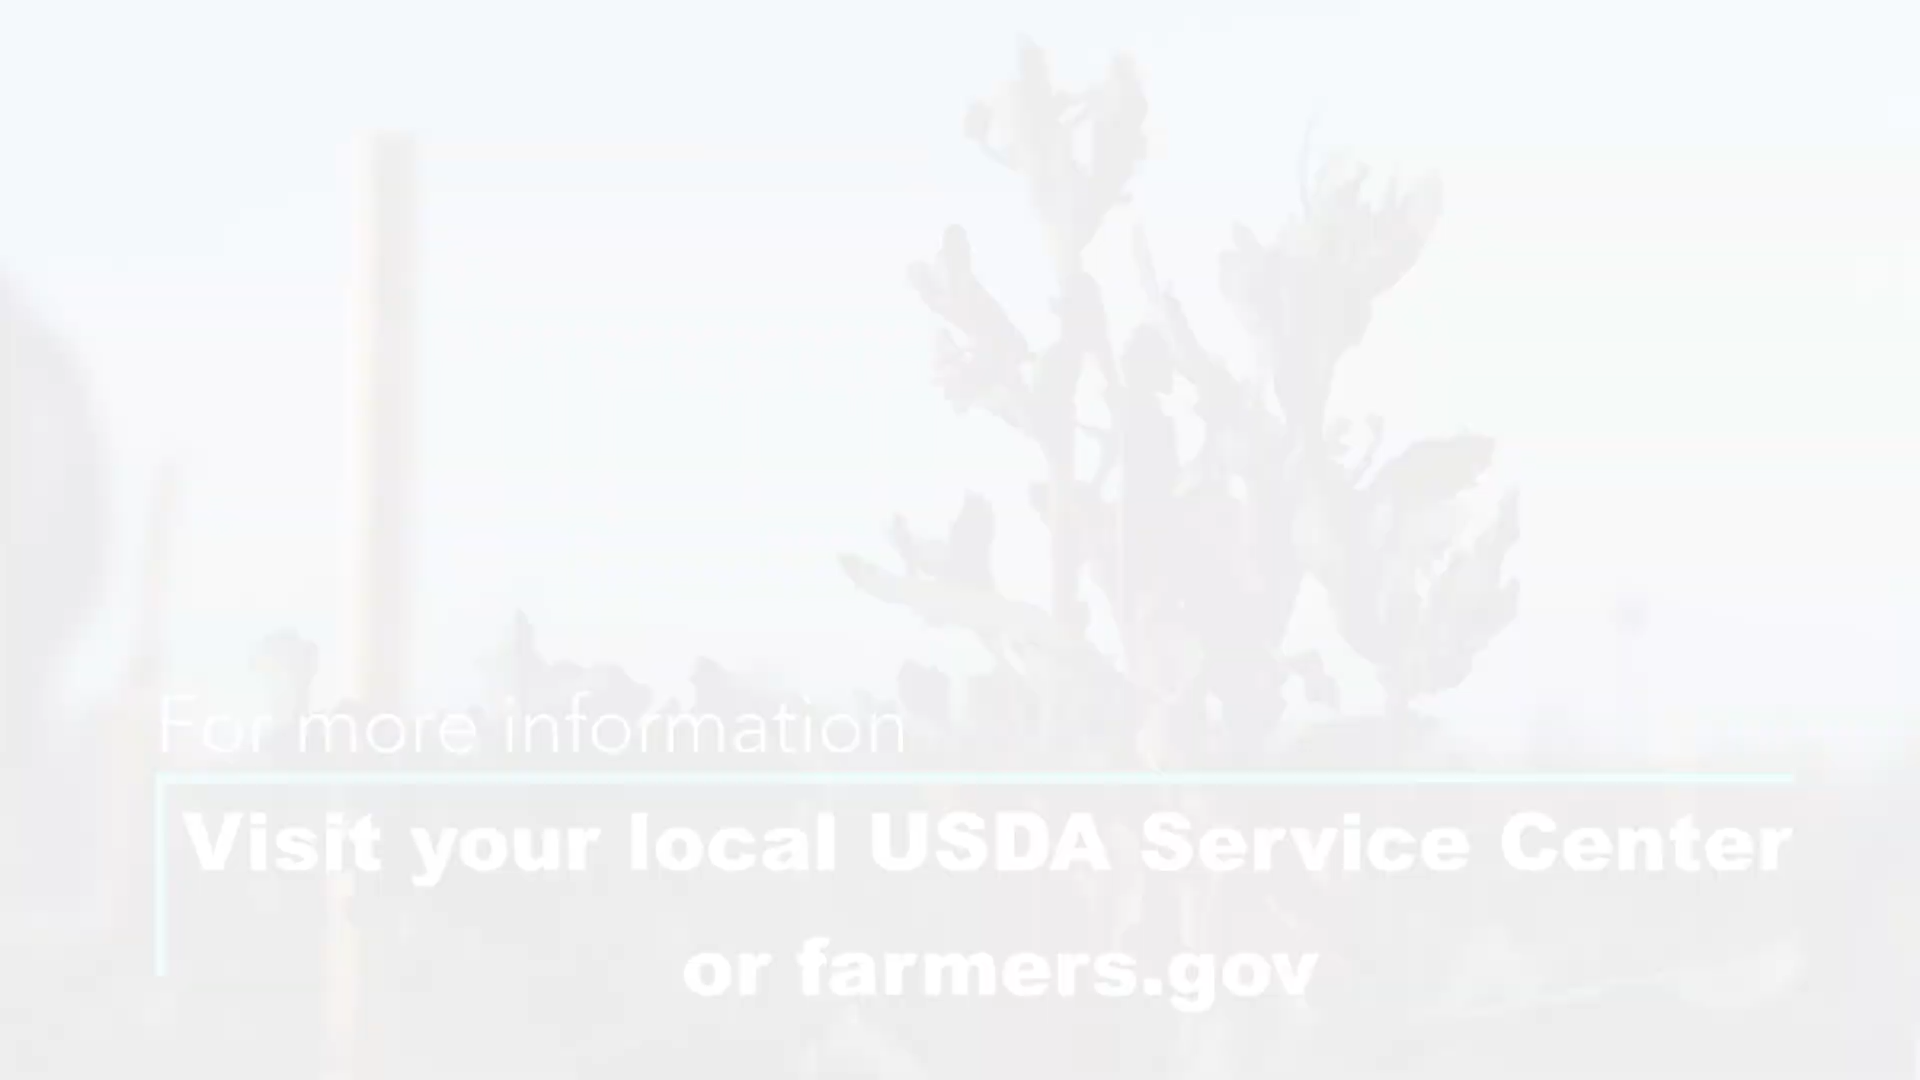 For more information
Visit your local USDA Service Center
or farmers.gov